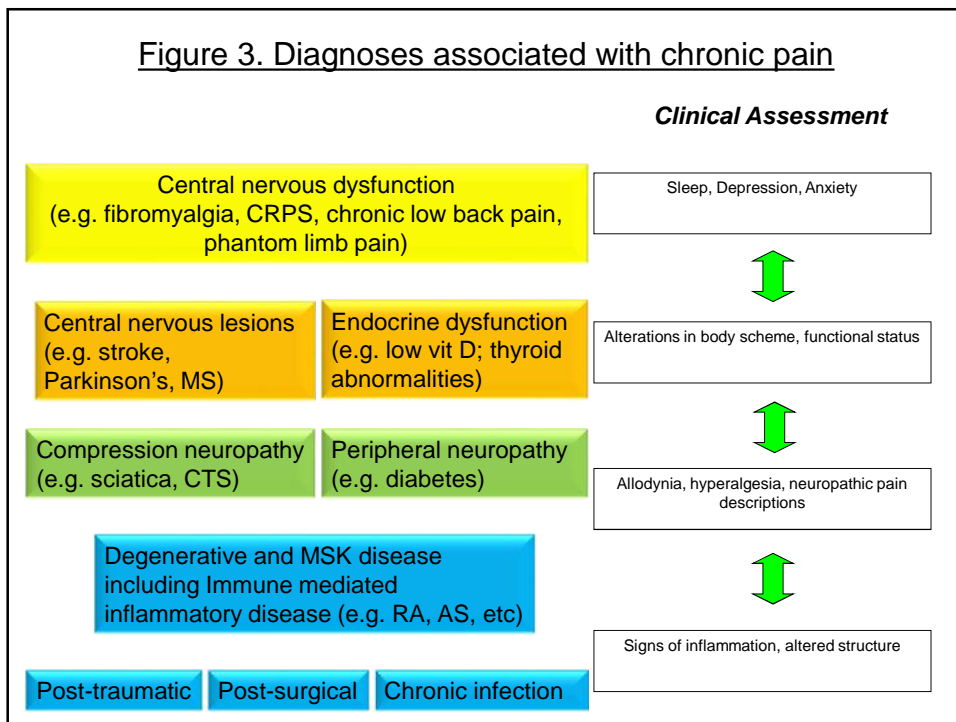 Figure 3. Diagnoses associated with chronic pain
Clinical Assessment
Central nervous dysfunction
(e.g. fibromyalgia, CRPS, chronic low back pain,
phantom limb pain)
Sleep, Depression, Anxiety
Central nervous lesions
(e.g. stroke,
Parkinson's, MS)
Endocrine dysfunction
(e.g. low vit D; thyroid
abnormalities)
Alterations in body scheme, functional status
Compression neuropathy
(e.g. sciatica, CTS)
Peripheral neuropathy
(e.g. diabetes)
Allodynia, hyperalgesia, neuropathic pain
descriptions
Degenerative and MSK disease
including Immune mediated
inflammatory disease (e.g. RA, AS, etc)
Signs of inflammation, altered structure
Post-traumatic
Post-surgical
Chronic infection